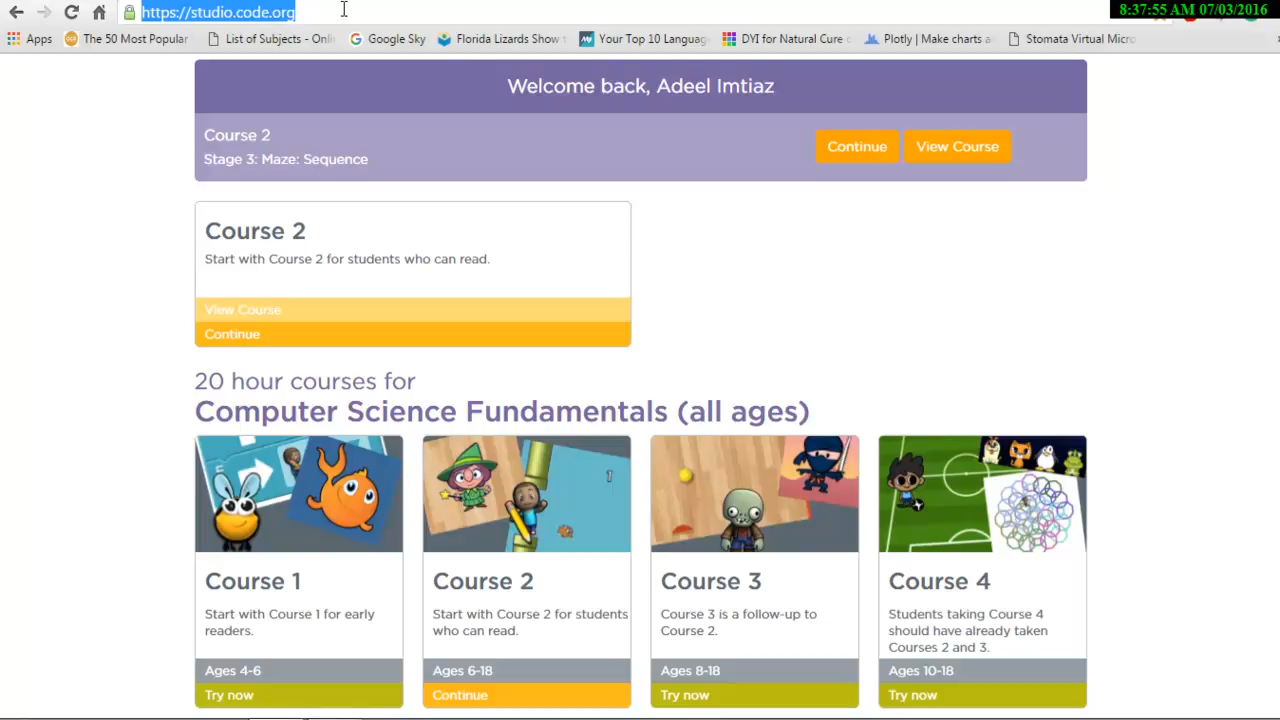 https://studio.code.org
8:37:55 AM 07/03/2016
Apps
The 50 Most Popular
List of Subjects - Onli
Google Sky
Fluid
Lizards Short
Your Top 10 Languag
DYI for Natural Cure o
Plotly | Make charts a
Stomata Virtual Micro
Welcome back, Adeel Imtiaz
Course 2
Stage 3: Maze: Sequence
Continue
View Course
Course 2
Start with Course 2 for students who can read.
View Course
Continue
20 hour courses for
Computer Science Fundamentals (all ages)
Course 1
Start with Course 1 for early
readers.
Ages 4-6
Try now
1
Course 2
Start with Course 2 for students
who can read.
Ages 6-18
Continue
Course 3
Course 3 is a follow-up to
Course 2.
Ages 8-18
Try now
Course 4
Students taking Course 4
should have already taken
Courses 2 and 3.
Ages 10-18
Try now